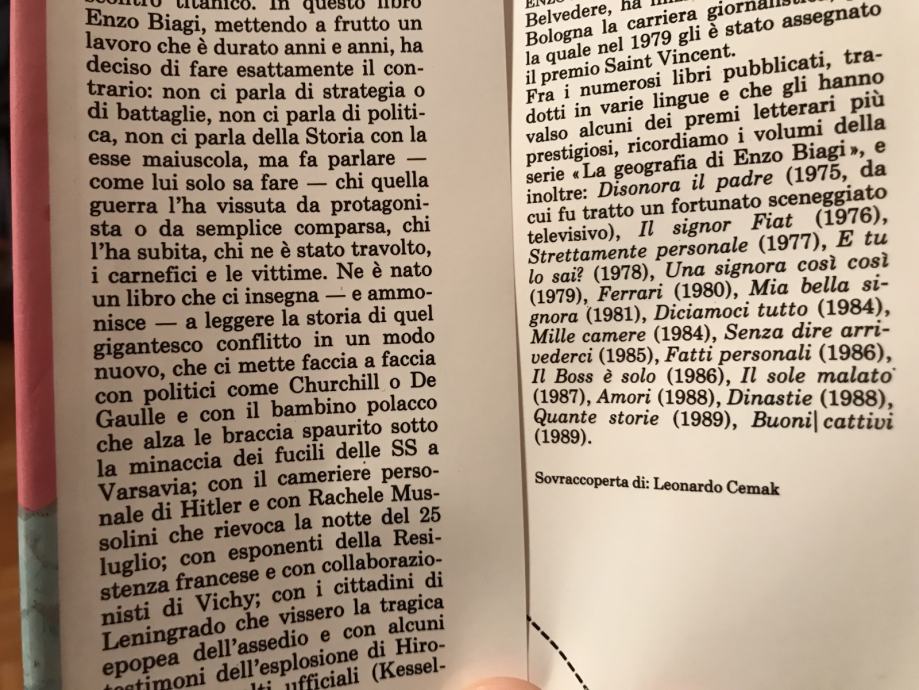 scontro titanico. In questo libro
Enzo Biagi, mettendo a frutto un
lavoro che è durato anni e anni, ha
deciso di fare esattamente il con-
trario: non ci parla di strategia o
di battaglie, non ci parla di politi-
ca, non ci parla della Storia con la
esse maiuscola, ma fa parlare —
come lui solo sa fare — chi quella
guerra l'ha vissuta da protagoni-
sta o da semplice comparsa, chi
l'ha subita, chi ne è stato travolto,
i carnefici e le vittime. Ne è nato
un libro che ci insegna — e ammo-
nisce — a leggere la storia di quel
gigantesco conflitto in un modo
nuovo, che ci mette faccia a faccia
con politici come Churchill o De
Gaulle e con il bambino polacco
che alza le braccia spaurito sotto
la minaccia dei fucili delle SS a
Varsavia; con il cameriere perso-
nale di Hitler e con Rachele Mus-
solini che rievoca la notte del 25
luglio; con esponenti della Resi-
stenza francese e con collaborazio-
nisti di Vichy; con i cittadini di
Leningrado che vissero la tragica
epopea dell'assedio e con alcuni
testimoni dell'esplosione di Hiro-
ufficiali (Kessel-
Belvedere, ha
Bologna la carriera giornalistica,
la quale nel 1979 gli è stato assegnato
il premio Saint Vincent.
Fra i numerosi libri pubblicati, tra-
dotti in varie lingue e che gli hanno
valso alcuni dei premi letterari più
prestigiosi, ricordiamo i volumi della
serie «La geografia di Enzo Biagi», e
inoltre: Disonora il padre (1975, da
cui fu tratto un fortunato sceneggiato
televisivo), Il signor Fiat (1976),
Strettamente personale (1977), E tu
lo sai? (1978), Una signora così così
(1979), Ferrari (1980), Mia bella si-
gnora (1981), Diciamoci tutto (1984),
Mille camere (1984), Senza dire arri-
vederci (1985), Fatti personali (1986),
Il Boss è solo (1986), Il sole malato
(1987), Amori (1988), Dinastie (1988),
Quante storie (1989), Buoni|cattivi
(1989).
Sovraccoperta di: Leonardo Cemak